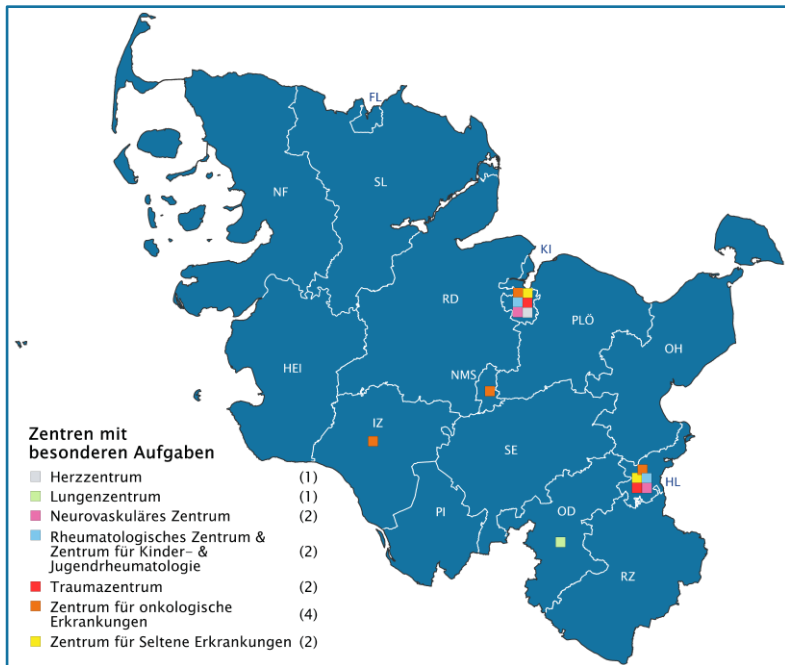 FL
NF
SL
KI
RD
PLÖ
OH
HEI
NMS
IZ
SE
HL
PI
OD
RZ
Zentren mit
besonderen Aufgaben
Herzzentrum (1)
Lungenzentrum (1)
Neurovaskuläres Zentrum (2)
Rheumatologisches Zentrum &
Zentrum für Kinder- & (2)
Jugendrheumatologie
Traumazentrum (2)
Zentrum für onkologische
Erkrankungen (4)
Zentrum für Seltene Erkrankungen (2)